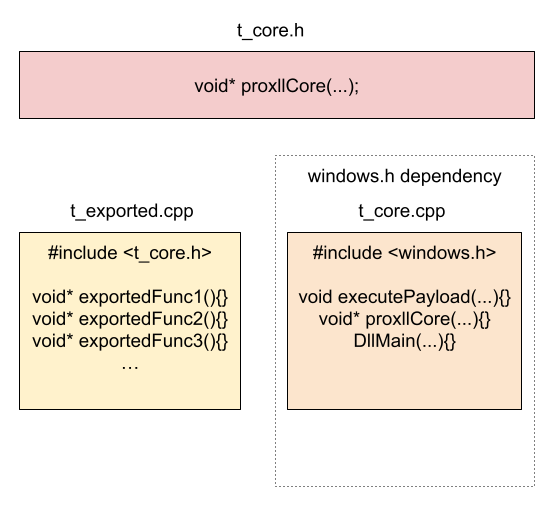 t_core.h
void* proxllCore(...);
windows.h dependency
t_exported.cpp
#include <t_core.h>
void* exportedFunc1(){}
void* exportedFunc2(){}
void* exportedFunc3(){}
...
t_core.cpp
#include <windows.h>
void executePayload(...){}
void* proxllCore(...){}
DllMain(...){}